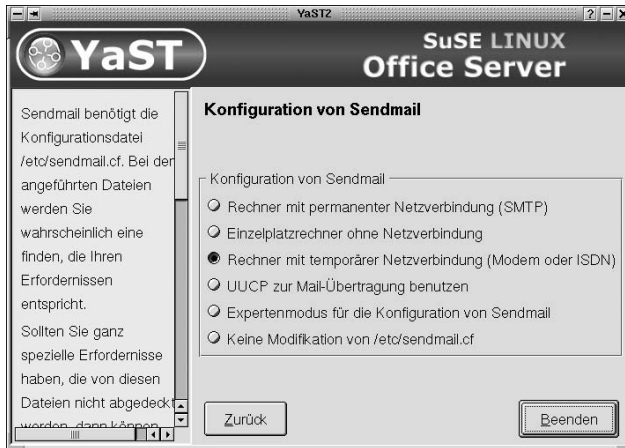 YaST2
YaST
SuSE LINUX
Office Server
Sendmail benötigt die
Konfigurationsdatei
/etc/sendmail.cf. Bei den
angeführten Dateien
werden Sie
wahrscheinlich eine
finden, die Ihren
Erfordernissen
entspricht.
Sollten Sie ganz
spezielle Erfordernisse
haben, die von diesen
Dateien nicht abgedeckt
werden, dann können
Konfiguration von Sendmail
Konfiguration von Sendmail
Rechner mit permanenter Netzverbindung (SMTP)
Einzelplatzrechner ohne Netzverbindung
Rechner mit temporärer Netzverbindung (Modem oder ISDN)
UUCP zur Mail-Übertragung benutzen
Expertenmodus für die Konfiguration von Sendmail
Keine Modifikation von /etc/sendmail.cf
Zurück
Beenden